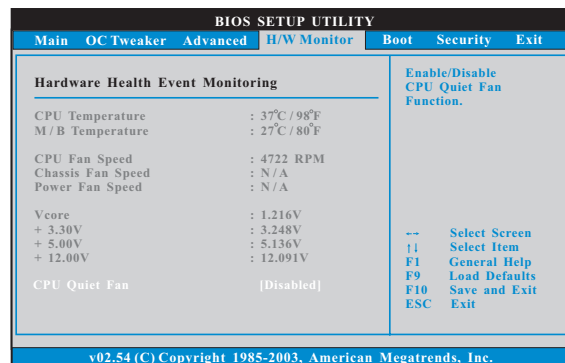 BIOS SETUP UTILITY
Main OC Tweaker Advanced H/W Monitor Boot Security Exit
Hardware Health Event Monitoring
CPU Temperature : 37°C / 98°F
M / B Temperature : 27°C / 80°F
CPU Fan Speed : 4722 RPM
Chassis Fan Speed : N / A
Power Fan Speed : N / A
Vcore : 1.216V
+ 3.30V : 3.248V
+ 5.00V : 5.136V
+ 12.00V : 12.091V
CPU Quiet Fan [Disabled]
Enable/Disable
CPU Quiet Fan
Function.
←→ Select Screen
↑↓ Select Item
F1 General Help
F9 Load Defaults
F10 Save and Exit
ESC Exit
v02.54 (C) Copyright 1985-2003, American Megatrends, Inc.